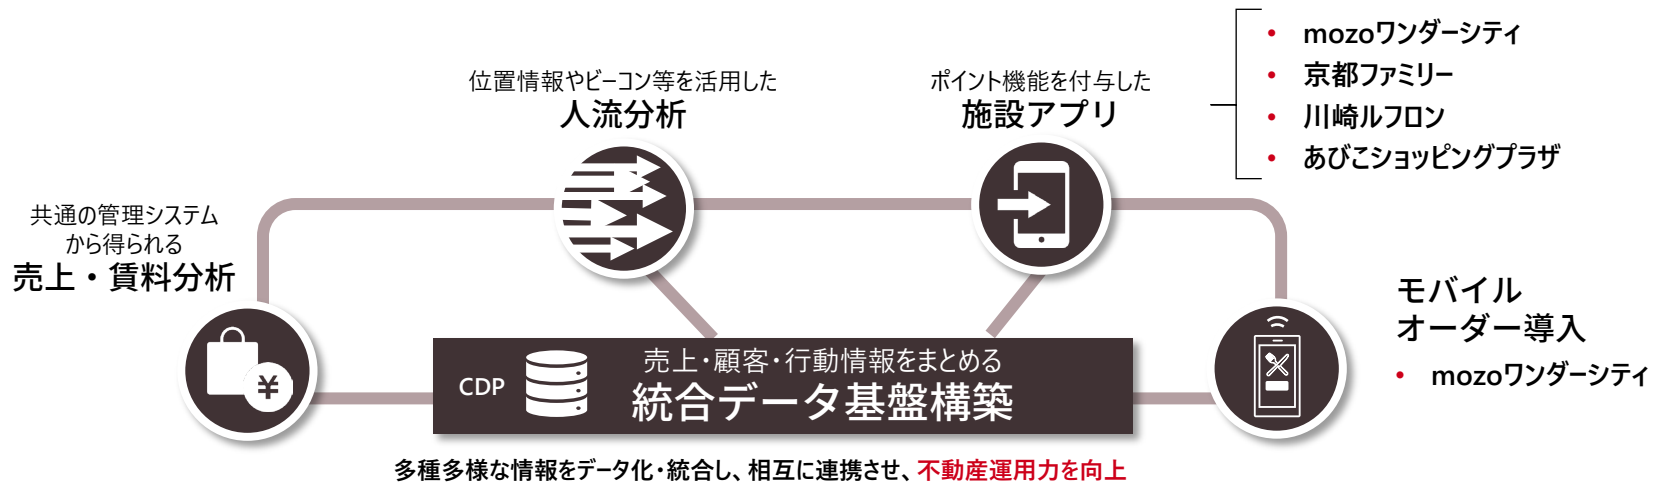 位置情報やビーコン等を活用した
人流分析
ポイント機能を付与した
施設アプリ
• mozoワンダーシティ
• 京都ファミリー
• 川崎ルフロン
• あびこショッピングプラザ
共通の管理システム
から得られる
売上・賃料分析
¥
モバイル
オーダー導入
• mozoワンダーシティ
CDP
売上・顧客・行動情報をまとめる
統合データ基盤構築
多種多様な情報をデータ化・統合し、相互に連携させ、不動産運用力を向上